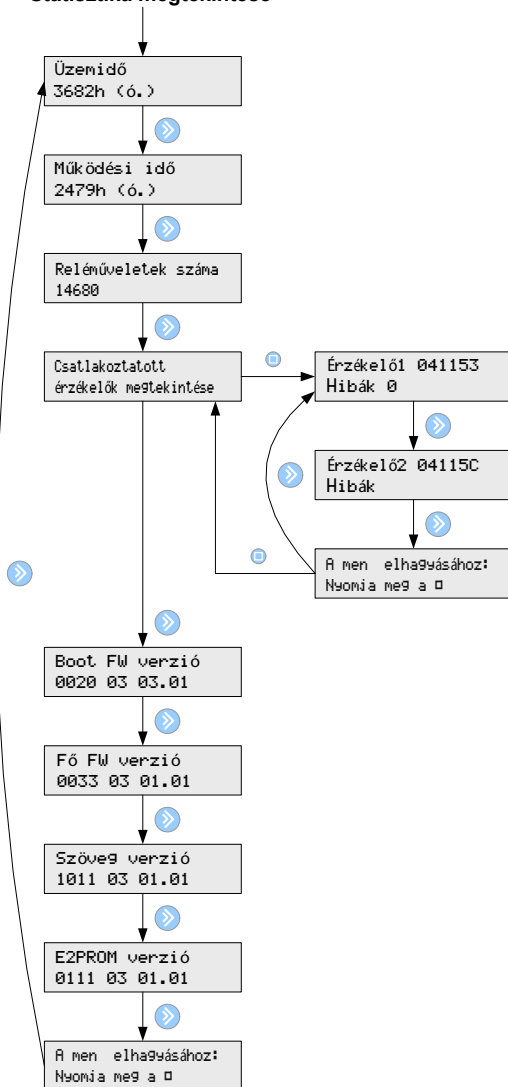 Statisztika megtekintése
Üzemidő
3682h (ó.)
Működési idő
2479h (ó.)
Reléműveletek száma
14680
Csatlakoztatott
érzékelők megtekintése
Érzékelő1 041153
Hibák 0
Érzékelő2 04115C
Hibák
A men elhagyásához:
Nyomja meg a □
Boot FW verzió
0020 03 03.01
Fő FW verzió
0033 03 01.01
Szöveg verzió
1011 03 01.01
E2PROM verzió
0111 03 01.01
A men elhagyásához:
Nyomja meg a □